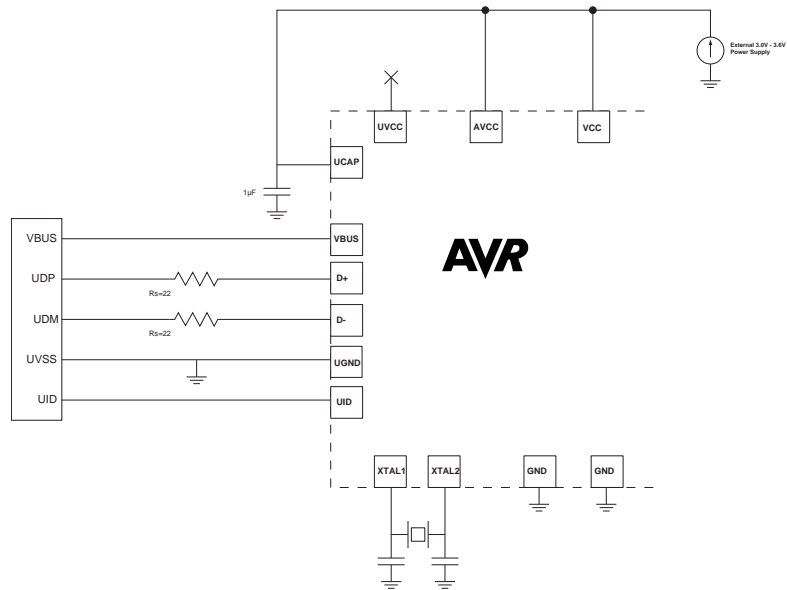 External 3.0V - 3.6V
Power Supply
UVCC
AVCC
VCC
UCAP
1µF
VBUS
VBUS
UDP
Rs=22
D+
AVR
UDM
Rs=22
D-
UVSS
UGND
UID
UID
XTAL1
XTAL2
GND
GND